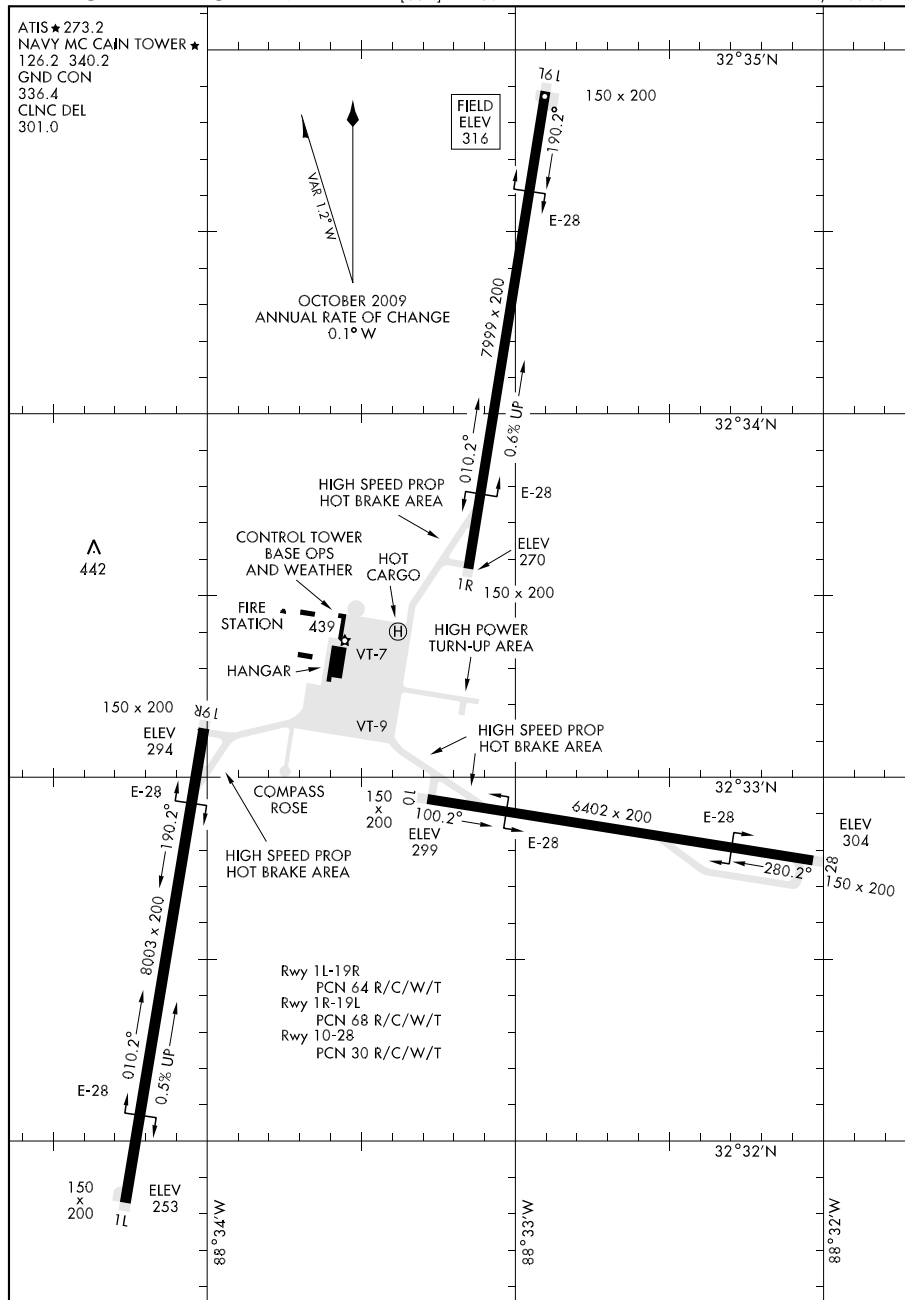 ATIS★273.2
NAVY MC CAIN TOWER★
126.2 340.2
GND CON
336.4
CLNC DEL
301.0
32°35'N
19L
150 x 200
FIELD
ELEV
316
190.2°
VAR 1.2° W
E-28
OCTOBER 2009
ANNUAL RATE OF CHANGE
0.1° W
7999 x 200
32°34'N
010.2°
0.6% UP
HIGH SPEED PROP
HOT BRAKE AREA
E-28
CONTROL TOWER
BASE OPS
AND WEATHER
HOT
CARGO
ELEV
270
1R
150 x 200
442
FIRE
STATION
439
H
HIGH POWER
TURN-UP AREA
VT-7
HANGAR
150 x 200
19R
VT-9
ELEV
294
HIGH SPEED PROP
HOT BRAKE AREA
32°33'N
E-28
COMPASS
ROSE
150
x
200
10
6402 x 200
100.2°
E-28
E-28
ELEV
304
ELEV
299
190.2°
HIGH SPEED PROP
HOT BRAKE AREA
280.2°
28
150 x 200
8003 x 200
Rwy 1L-19R
PCN 64 R/C/W/T
Rwy 1R-19L
PCN 68 R/C/W/T
Rwy 10-28
PCN 30 R/C/W/T
010.2°
0.5% UP
E-28
32°32'N
150
x
200
ELEV
253
1L
88°34'W
88°33'W
88°32'W